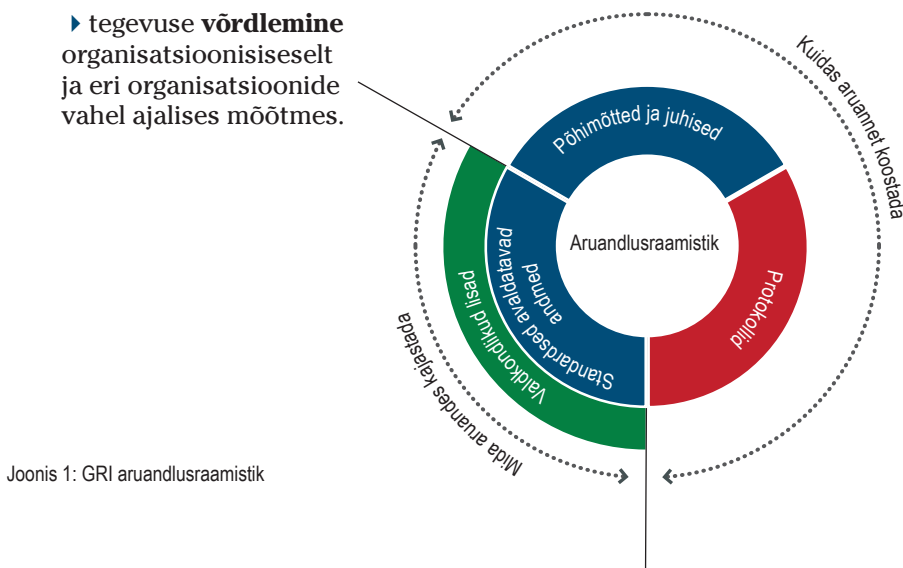 tegevuse võrdlemine
organisatsioonisiseselt
ja eri organisatsioonide
vahel ajalises mõõtmes.
Kuidas aruannet koostada
Põhimõtted ja juhised
Aruandlusraamistik
Protokollid
Standardsed avaldatavad
andmed
Valdkondlikud lisad
Mida aruandes kajastada
Joonis 1: GRI aruandlusraamistik